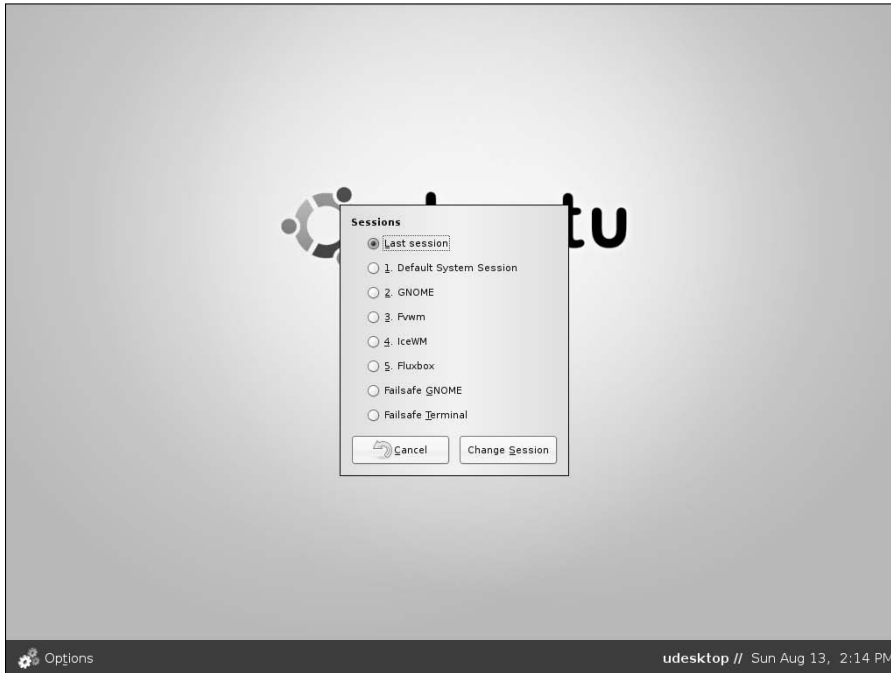 tu
Sessions
Last session
1. Default System Session
2. GNOME
3. Fvwm
4. IceWM
5. Fluxbox
Failsafe GNOME
Failsafe Terminal
Cancel
Change Session
Options
udesktop // Sun Aug 13, 2:14 PM